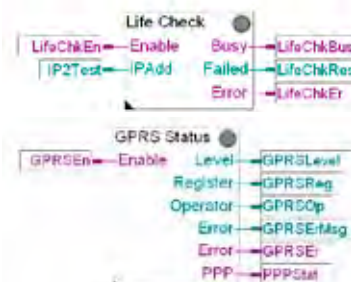 Life Check
LifeChkEn Enable Busy LifeChkBus
IP2Test IPAdd Failed LifeChkRes
Error LifeChkEr
GPRS Status
GPRSEn Enable Level GPRSLevel
Register GPRSReg
Operator GPRSOp
Error GPRSErMsg
Error GPRSEr
PPP PPPStat